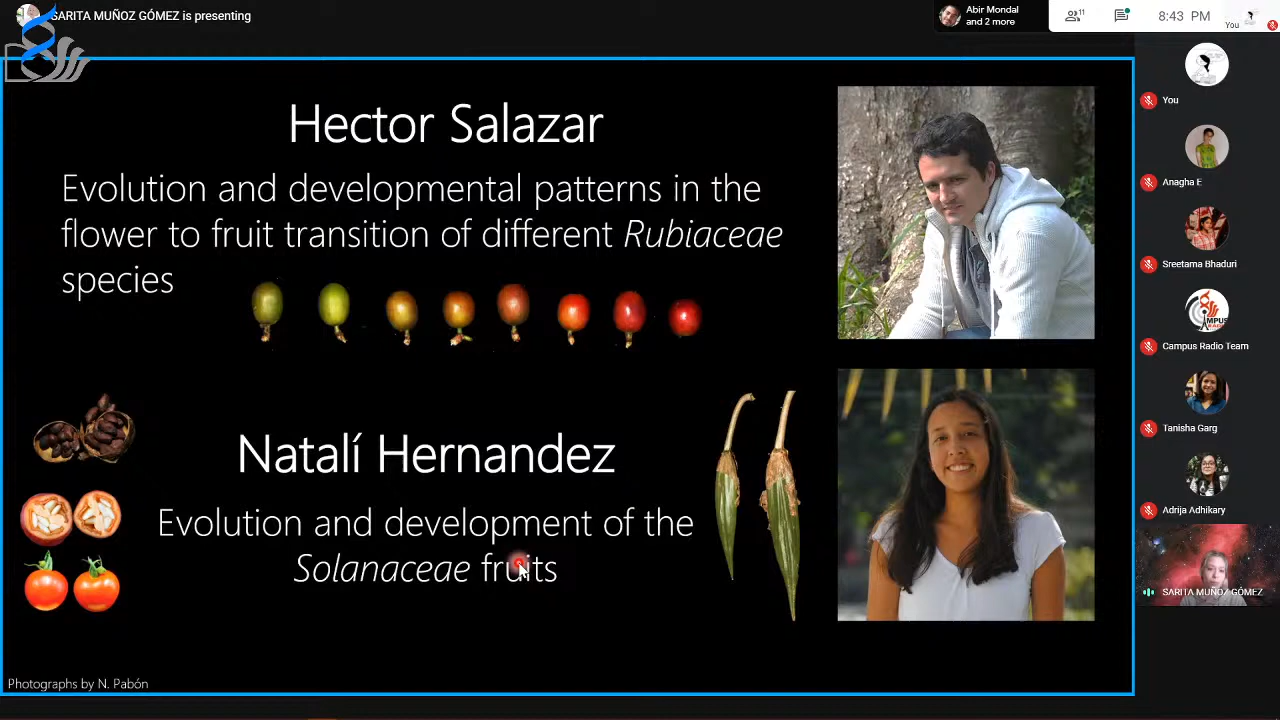 SARITA MUÑOZ GÓMEZ is presenting
Abir Mondal
and 2 more
11
8:43 PM
You
Hector Salazar
Evolution and developmental patterns in the
flower to fruit transition of different Rubiaceae
species
Natalí Hernandez
Evolution and development of the
Solanaceae fruits
Photographs by N. Pabón
You
Anagha E
Sreetama Bhaduri
Campus Radio Team
Tanisha Garg
Adrija Adhikary
SARITA MUÑOZ GÓMEZ